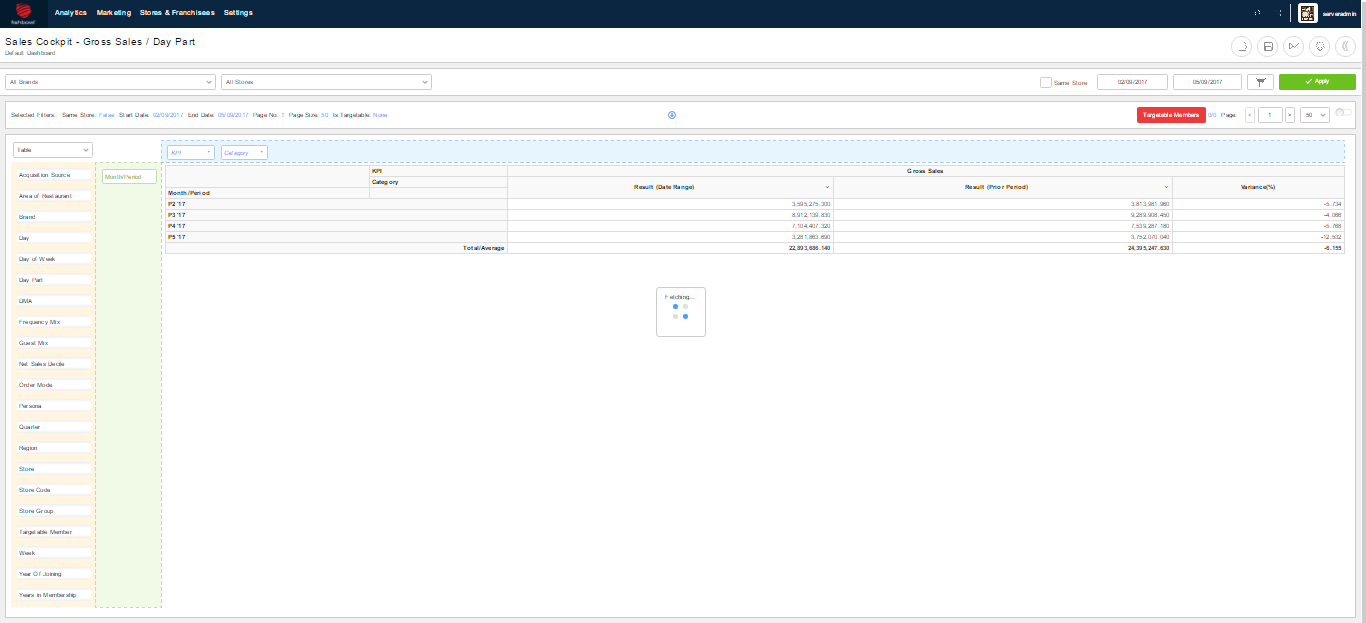 Analytics Marketing Stores & Franchisees Settings serveradmin
fishbowl
Sales Cockpit - Gross Sales / Day Part
Default Dashboard
All Brands All Stores Same Store 02/09/2017 05/09/2017 Apply
Selected Filters: Same Store: False Start Date: 02/09/2017 End Date: 05/09/2017 Page No: 1 Page Size: 50 Is Targetable: None Targetable Members 0/0 Page: < 1 > 50
Table KPI Category
Acquisition Source
Area of Restaurant
Brand
Day
Day of Week
Day Part
DMA
Frequency Mix
Guest Mix
Net Sales Decile
Order Mode
Persona
Quarter
Region
Store
Store Code
Store Group
Targetable Member
Week
Year Of Joining
Years in Membership
Month/Period
KPI Gross Sales
Category Result (Date Range) Result (Prior Period) Variance(%)
Month/Period
P2 '17 3,595,275.300 3,813,981.980 -5.734
P3 '17 8,912,139.830 9,289,908.450 -4.066
P4 '17 7,104,407.320 7,539,287.180 -5.768
P5 '17 3,281,863.690 3,752,070.040 -12.532
Total/Average 22,893,686.140 24,395,247.630 -6.155
Fetching...